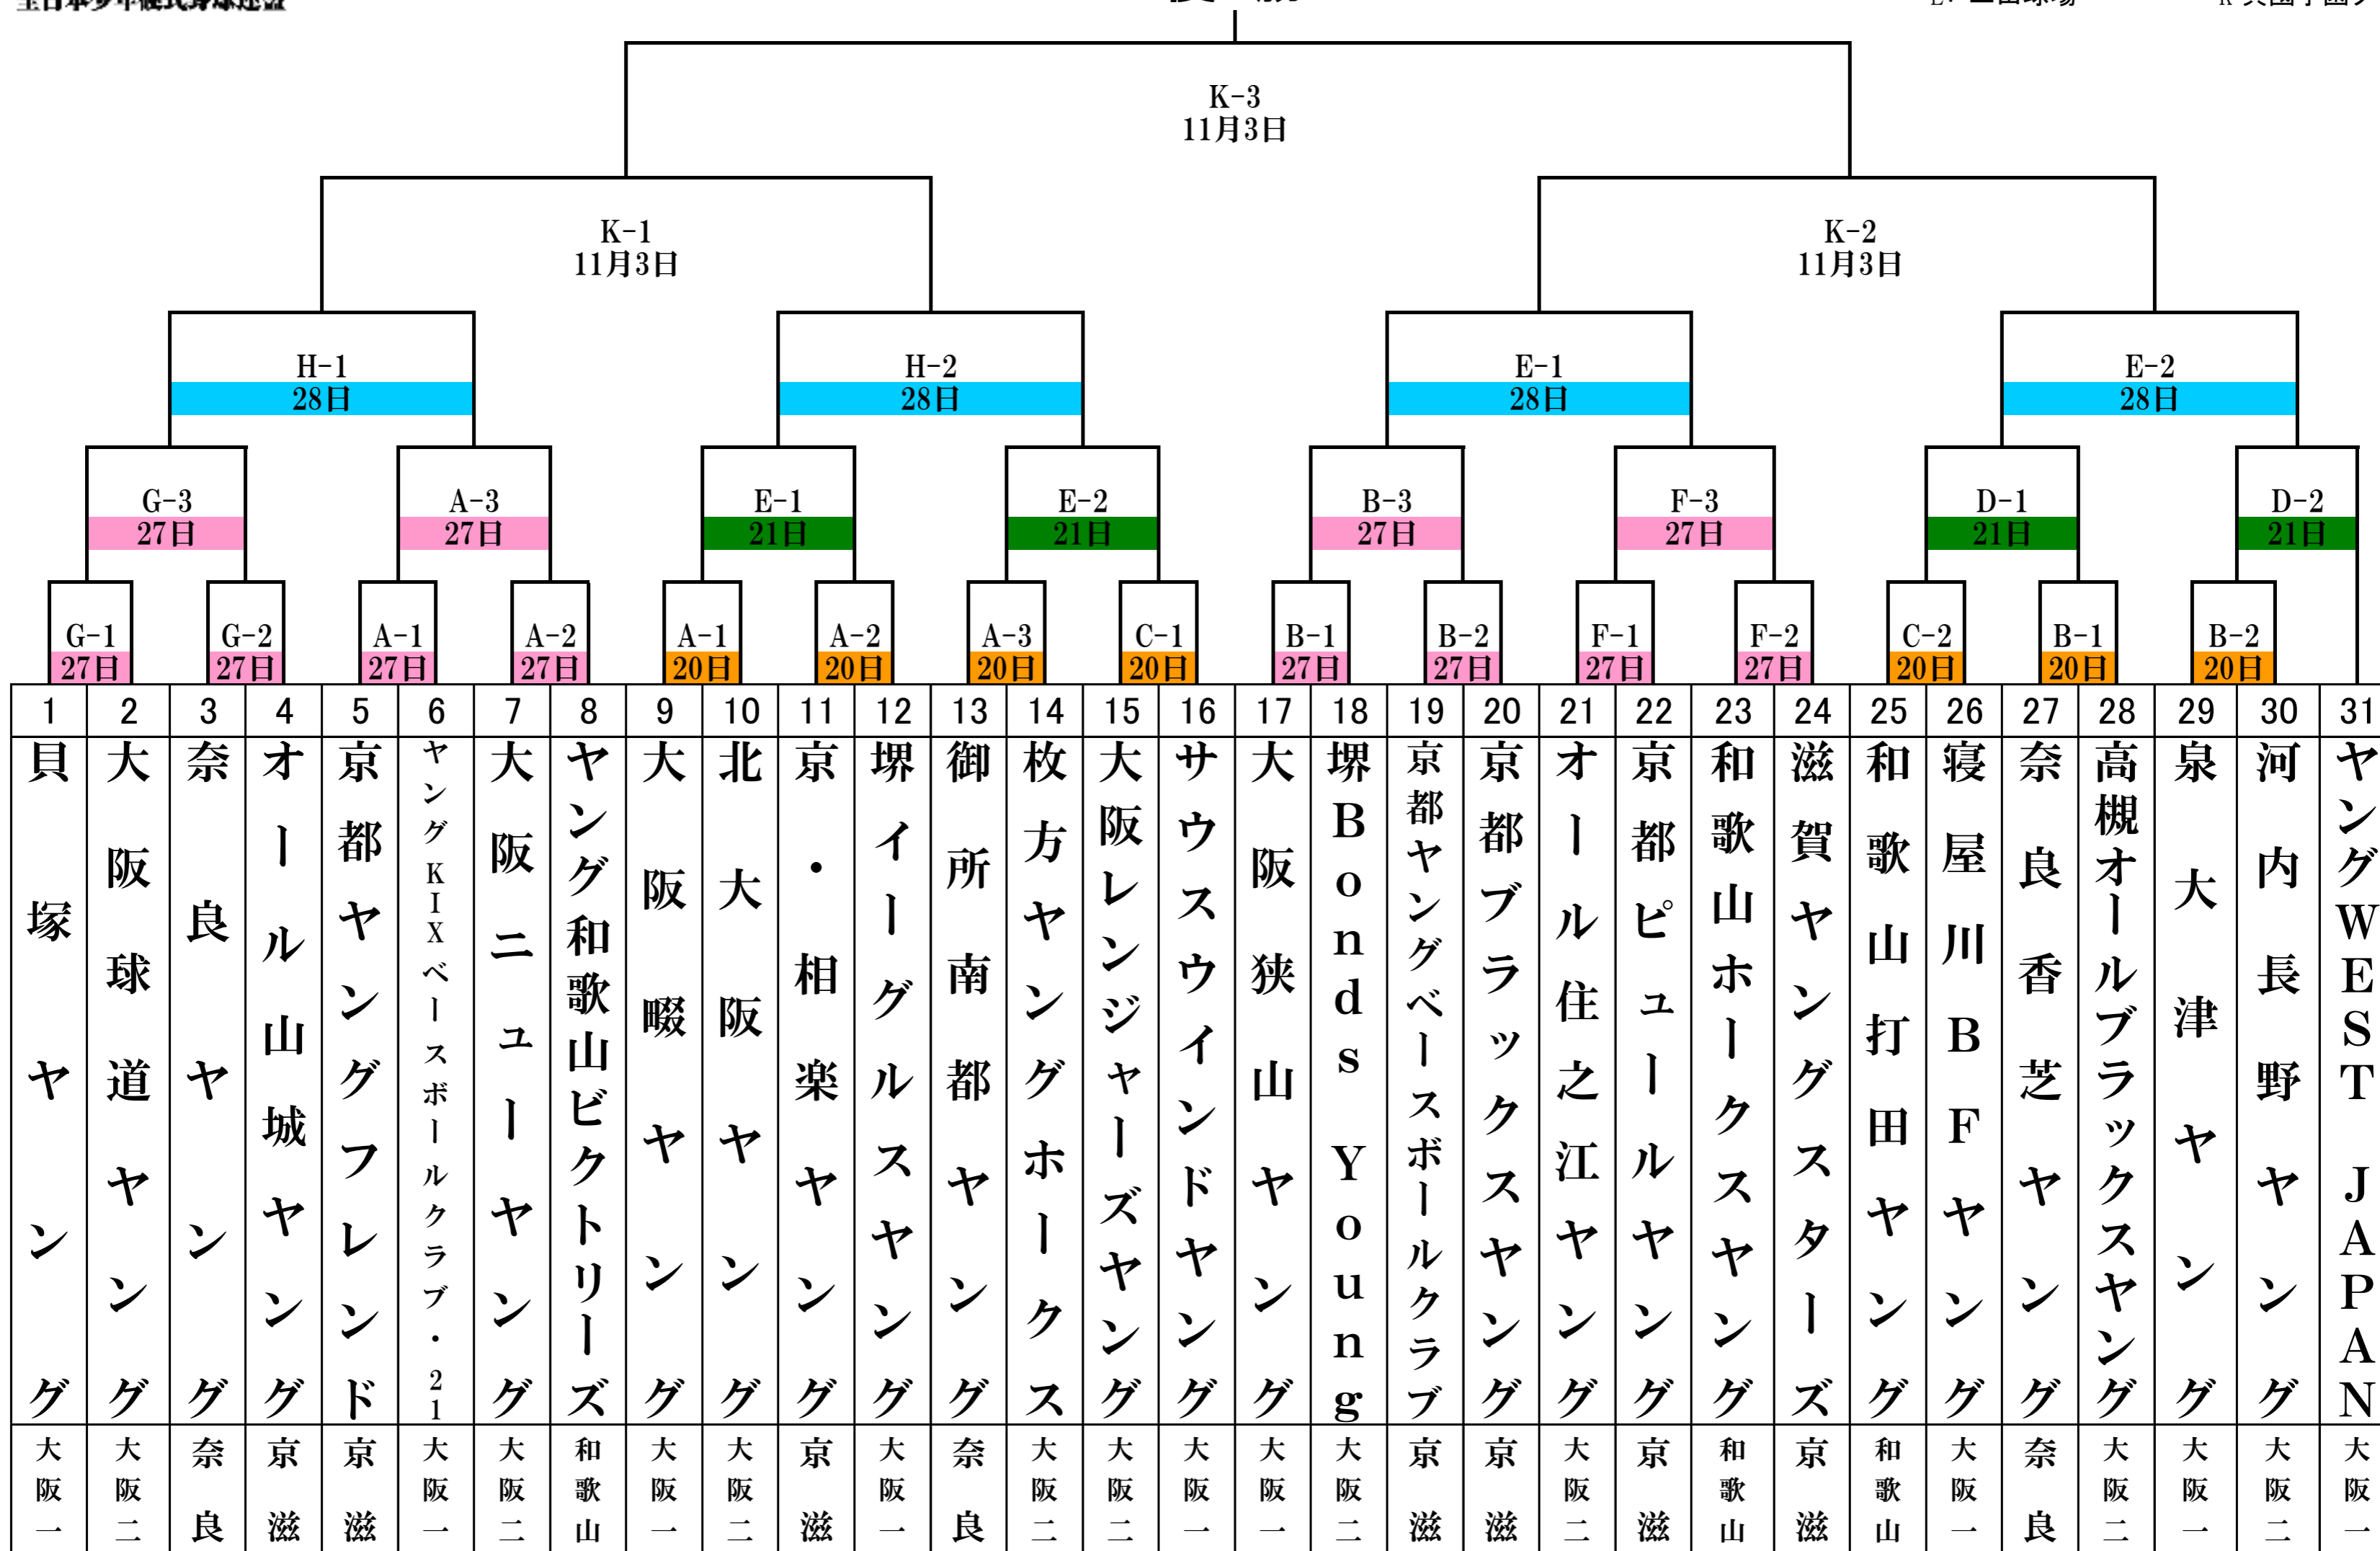 K-3
11月3日
K-1
11月3日
K-2
11月3日
H-1
28日
H-2
28日
E-1
28日
E-2
28日
G-3
27日
A-3
27日
E-1
21日
E-2
21日
B-3
27日
F-3
27日
D-1
21日
D-2
21日
G-1
27日
G-2
27日
A-1
27日
A-2
27日
A-1
20日
A-2
20日
A-3
20日
C-1
20日
B-1
27日
B-2
27日
F-1
27日
F-2
27日
C-2
20日
B-1
20日
B-2
20日
1
貝塚ヤング
大阪一
2
大阪球道ヤング
大阪二
3
奈良ヤング
奈良
4
オール山城ヤング
京滋
5
京都ヤングフレンド
京滋
6
ヤングKIXベースボールクラブ・21
大阪一
7
大阪ニューヤング
大阪二
8
ヤング和歌山ビクトリーズ
和歌山
9
大阪畷ヤング
大阪一
10
北大阪ヤング
大阪二
11
京・相楽ヤング
京滋
12
堺イーグルスヤング
大阪一
13
御所南都ヤング
奈良
14
枚方ヤングホークス
大阪二
15
大阪レンジャーズヤング
大阪二
16
サウスウインドヤング
大阪一
17
大阪狭山ヤング
大阪一
18
堺Bonds Young
大阪二
19
京都ヤングベースボールクラブ
京滋
20
京都ブラックスヤング
京滋
21
オール住之江ヤング
大阪二
22
京都ピュールヤング
京滋
23
和歌山ホークスヤング
和歌山
24
滋賀ヤングスターズ
京滋
25
和歌山打田ヤング
和歌山
26
寝屋川BFヤング
大阪一
27
奈良香芝ヤング
奈良
28
高槻オールブラックスヤング
大阪二
29
泉大津ヤング
大阪一
30
河内長野ヤング
大阪二
31
ヤングWEST JAPAN
大阪一